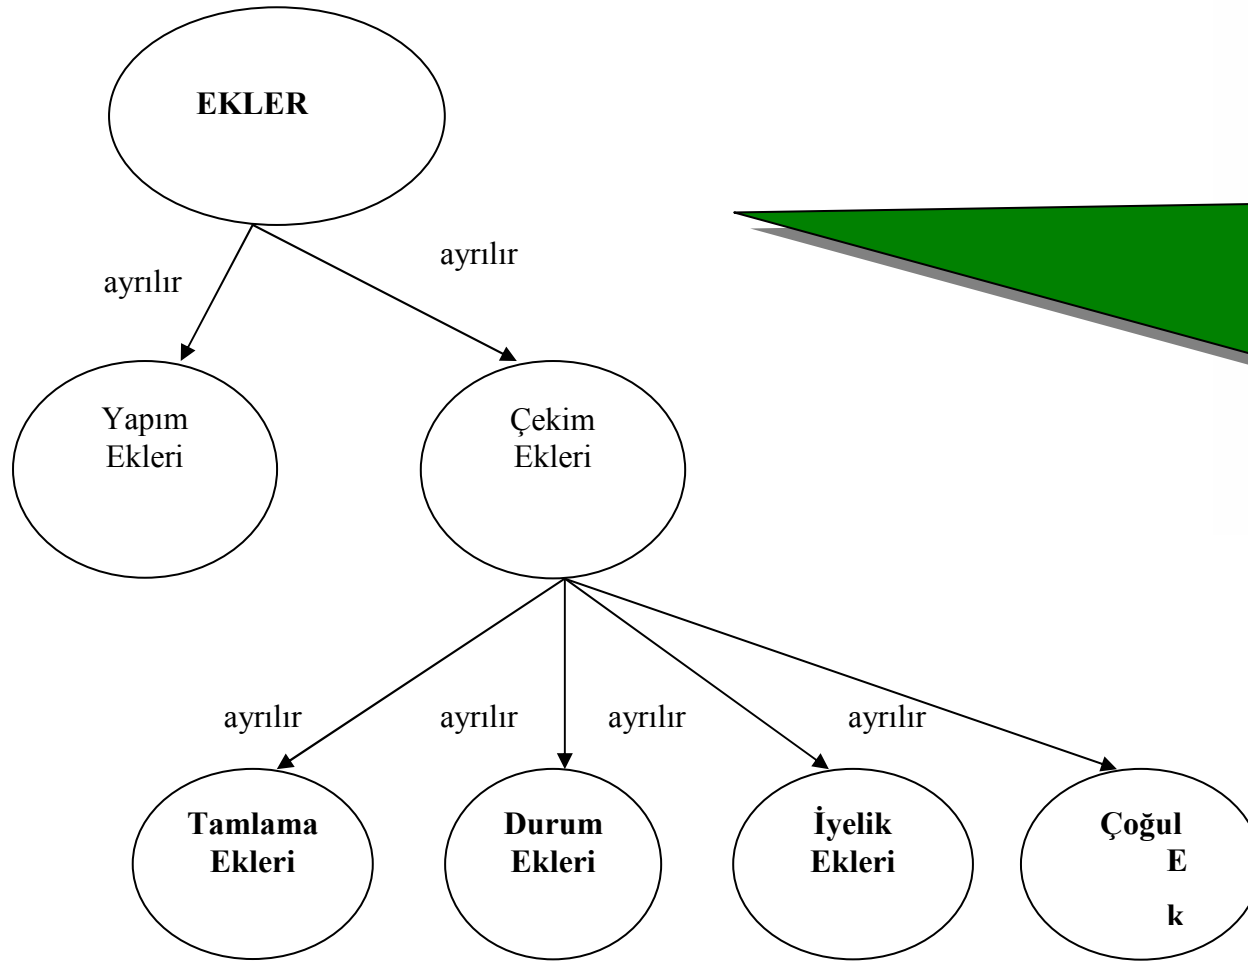 EKLER
ayrılır
ayrılır
Yapım
Ekleri
Çekim
Ekleri
ayrılır
ayrılır
ayrılır
ayrılır
Tamlama
Ekleri
Durum
Ekleri
İyelik
Ekleri
Çoğul
E
k